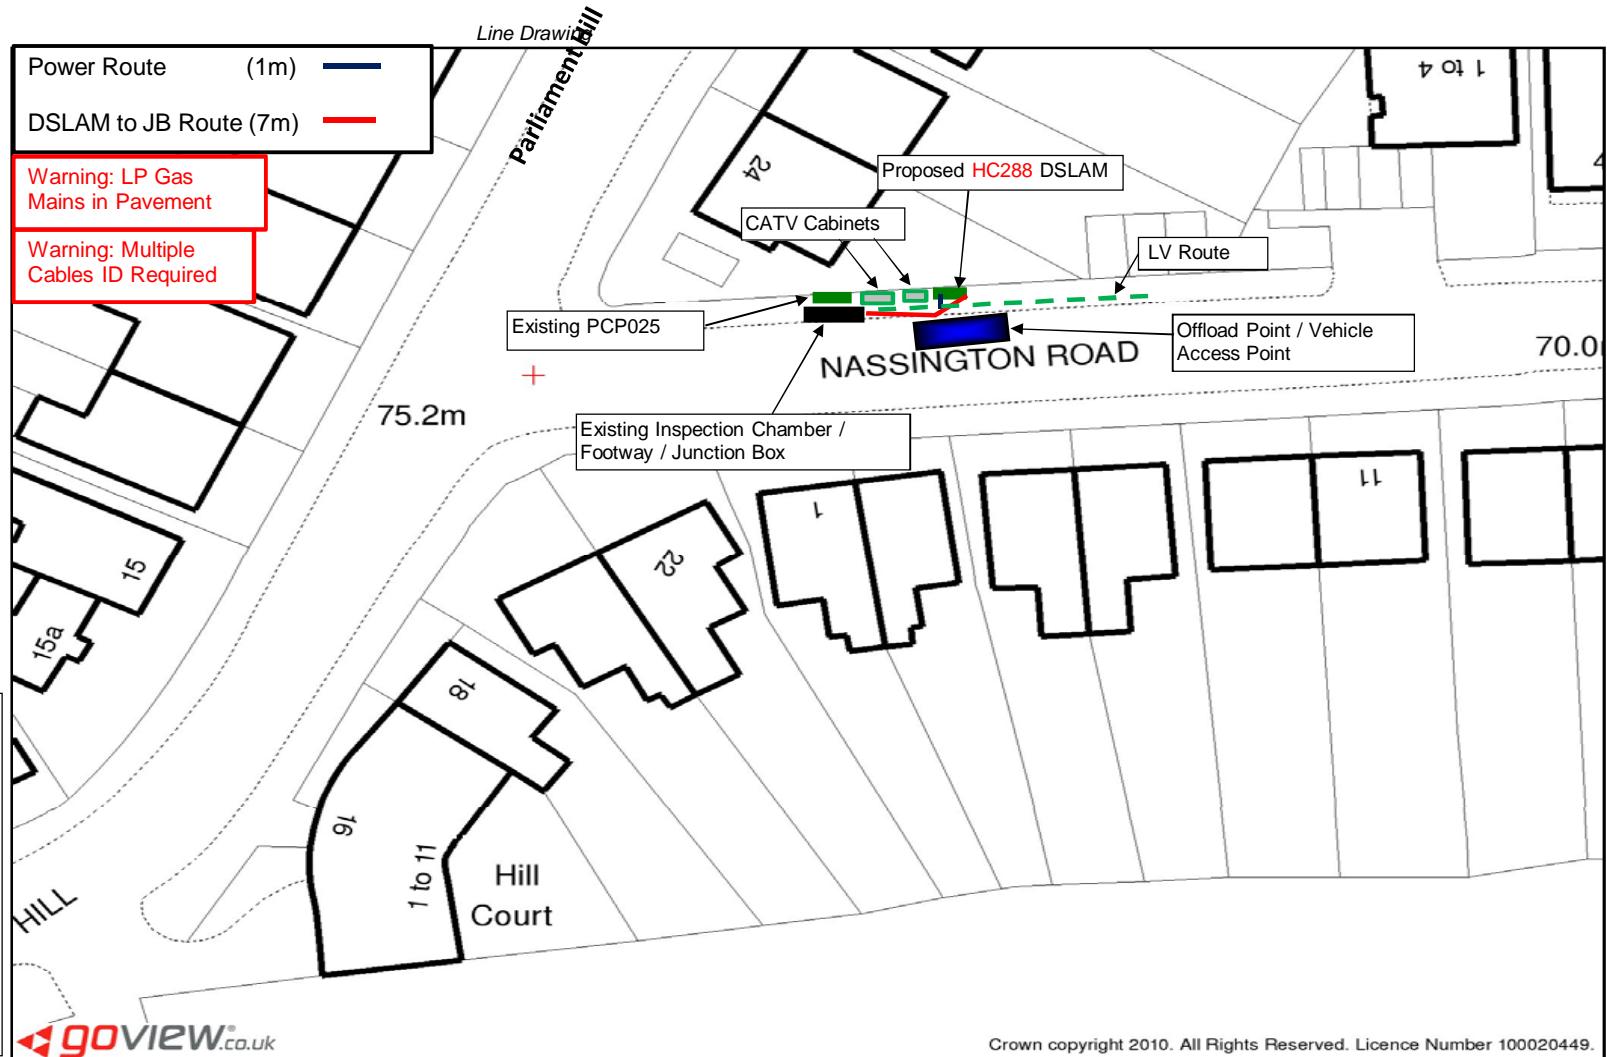 Line Drawing
Parliament Hill
Power Route (1m)
DSLAM to JB Route (7m)
Warning: LP Gas
Mains in Pavement
Warning: Multiple
Cables ID Required
1 to 4
24
Proposed HC288 DSLAM
CATV Cabinets
LV Route
Existing PCP025
Offload Point / Vehicle
Access Point
NASSINGTON ROAD
75.2m
Existing Inspection Chamber /
Footway / Junction Box
1
11
22
15
15a
18
16
1 to 11
Hill
Court
HILL
goview.co.uk
Crown copyright 2010. All Rights Reserved. Licence Number 100020449.